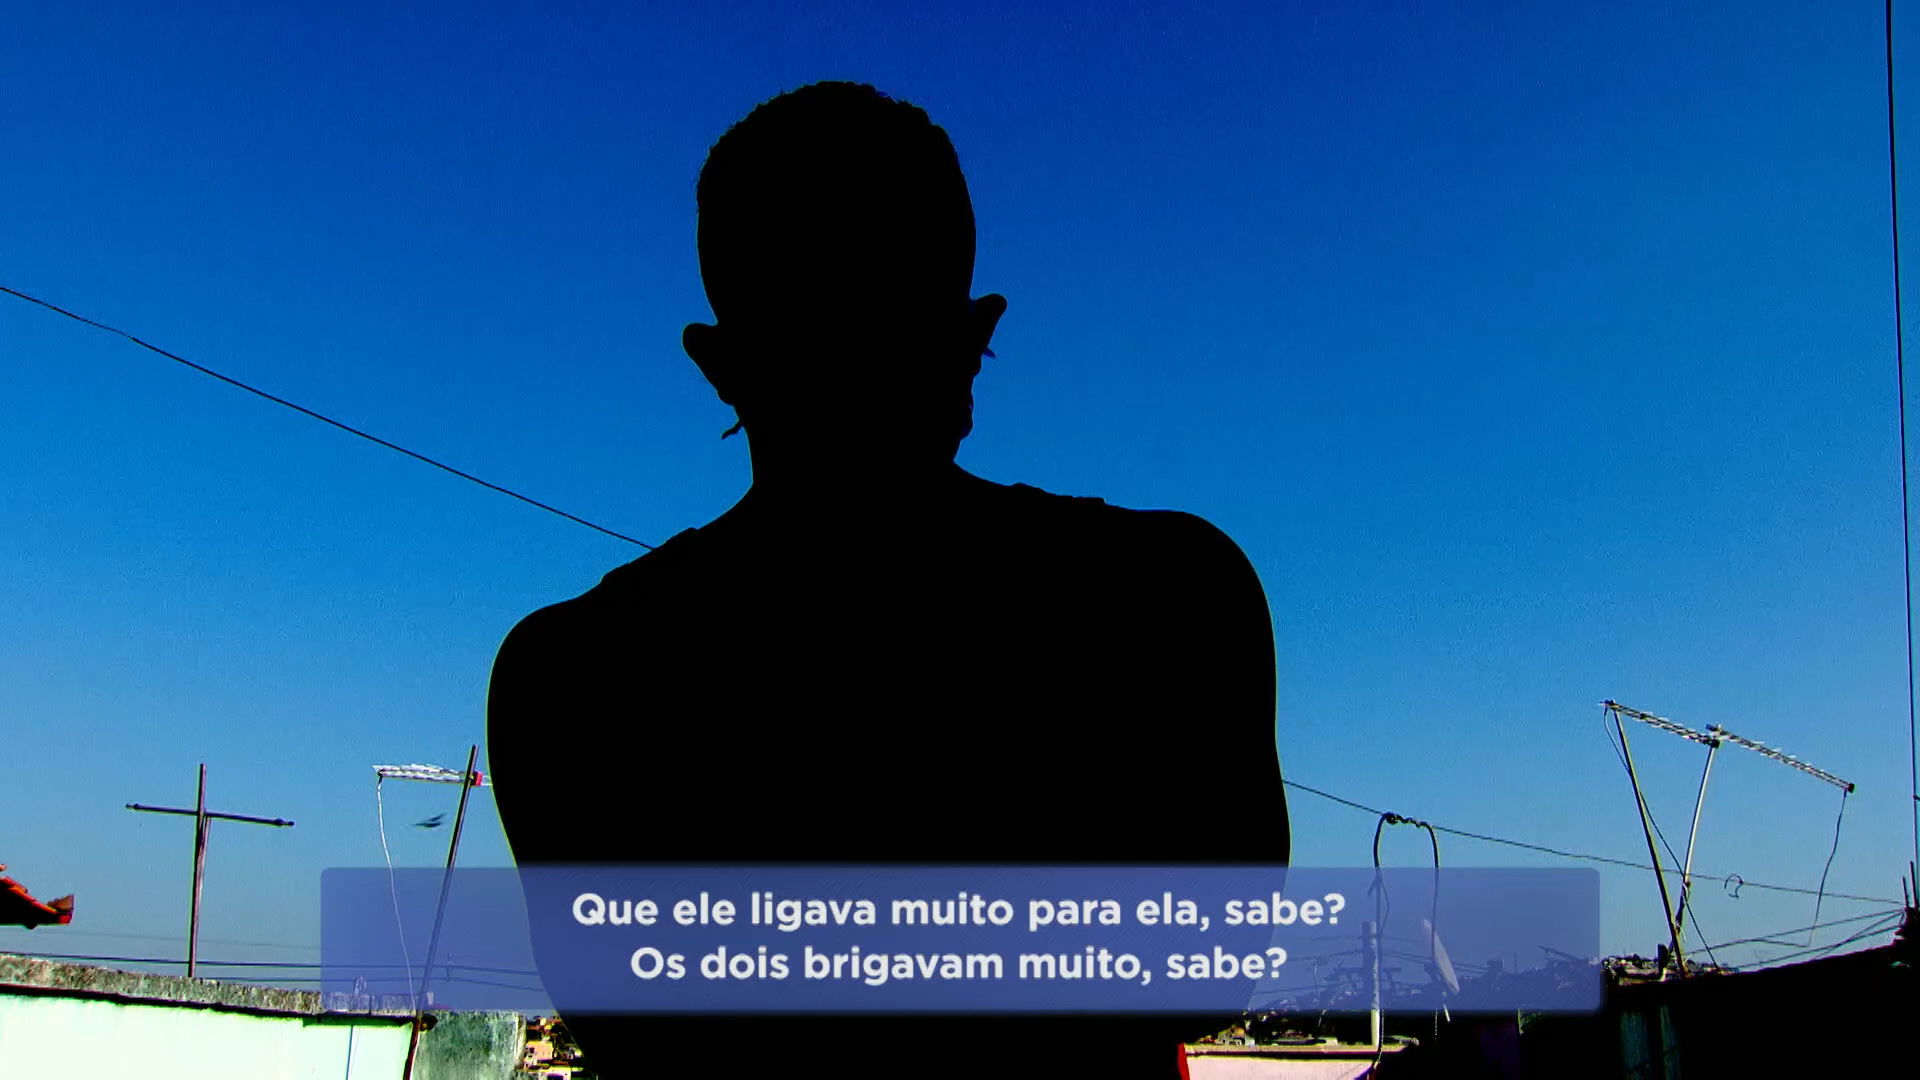 Que ele ligava muito para ela, sabe?
Os dois brigavam muito, sabe?